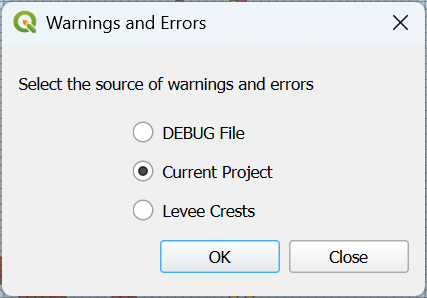 Warnings and Errors
Select the source of warnings and errors
DEBUG File
Current Project
Levee Crests
OK Close